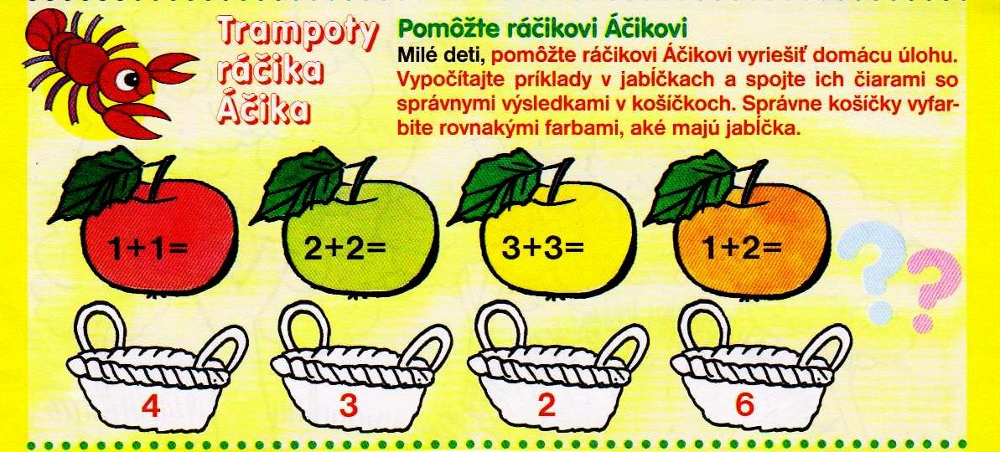 Trampoty
ráčika
Áčika
Pomôžte ráčikovi Áčikovi
Milé deti, pomôžte ráčikovi Áčikovi vyriešiť domácu úlohu.
Vypočítajte príklady v jabĺčkach a spojte ich čiarami so
správnymi výsledkami v košíčkoch. Správne košíčky vyfar-
bite rovnakými farbami, aké majú jabĺčka.
1+1= 2+2= 3+3= 1+2=
? ?
4 3 2 6